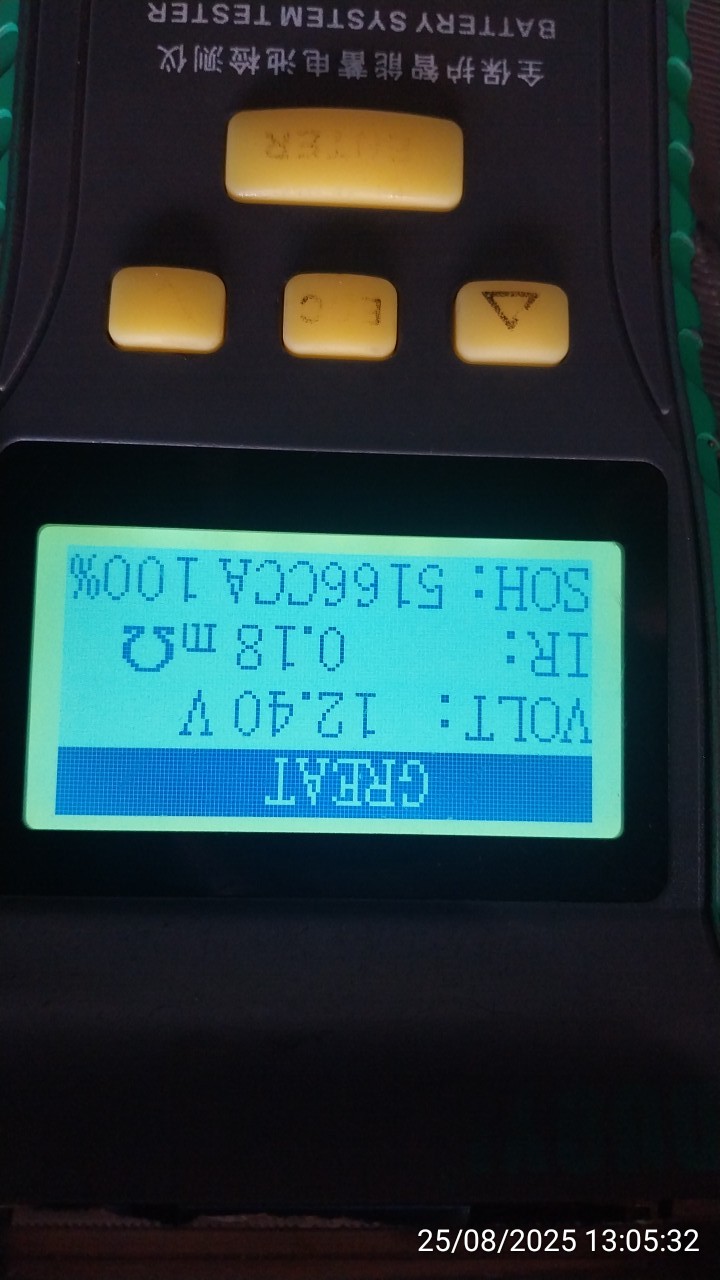 GREAT
VOLT: 12.40 V
IR: 0.18 mΩ
SOH: 5166CCA 100%
ENTER
全保护智能蓄电池检测仪
BATTERY SYSTEM TESTER
25/08/2025 13:05:32